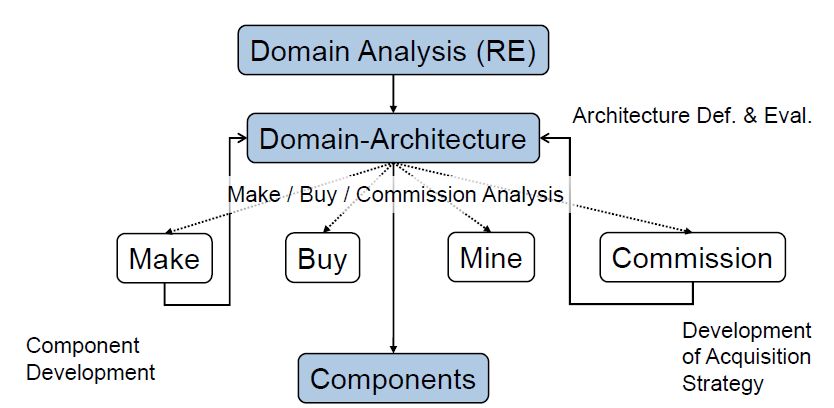 Domain Analysis (RE)
Architecture Def. & Eval.
Domain-Architecture
Make / Buy / Commission Analysis
Make
Buy
Mine
Commission
Component
Development
Development
of Acquisition
Strategy
Components